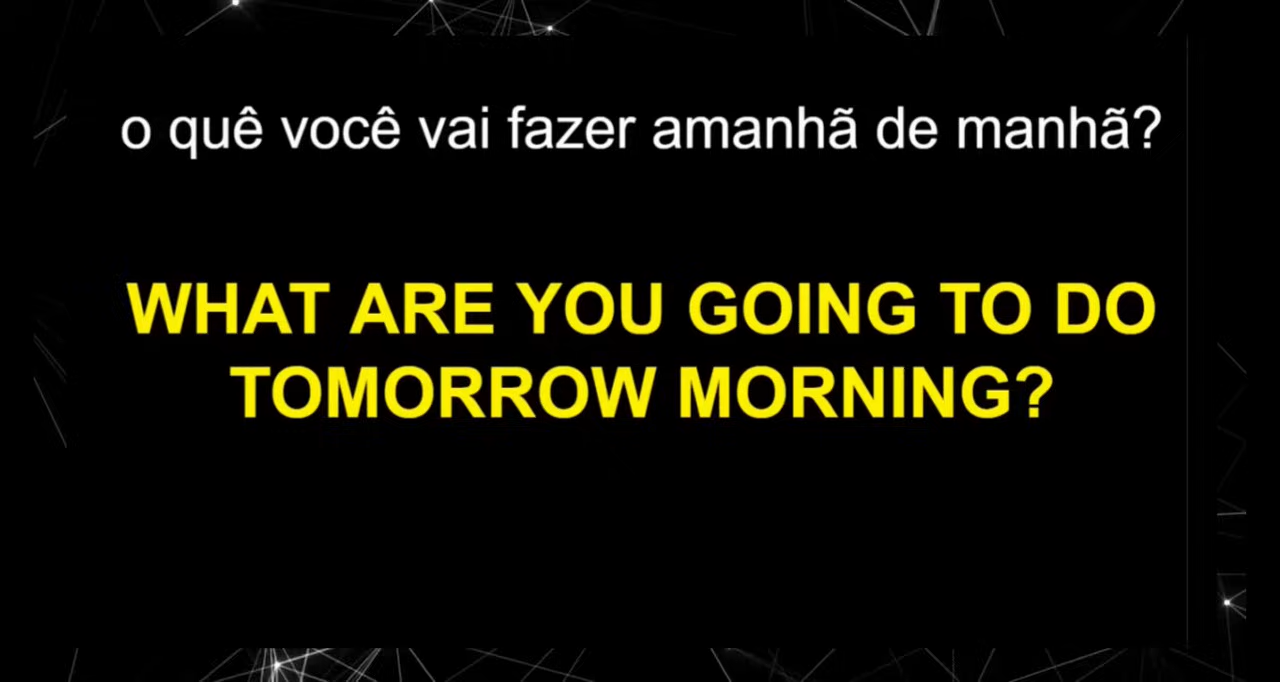 o quê você vai fazer amanhã de manhã?
WHAT ARE YOU GOING TO DO
TOMORROW MORNING?